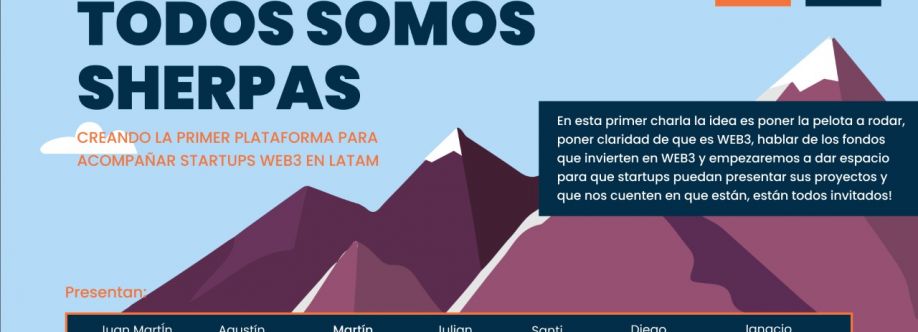 TODOS SOMOS
SHERPAS
CREANDO LA PRIMER PLATAFORMA PARA
ACOMPAÑAR STARTUPS WEB3 EN LATAM
En esta primer charla la idea es poner la pelota a rodar,
poner claridad de que es WEB3, hablar de los fondos
que invierten en WEB3 y empezaremos a dar espacio
para que startups puedan presentar sus proyectos y
que nos cuenten en que están, están todos invitados!
Presentan:
Juan Martín Agustín Martín Julian Santi Diego Ignacio